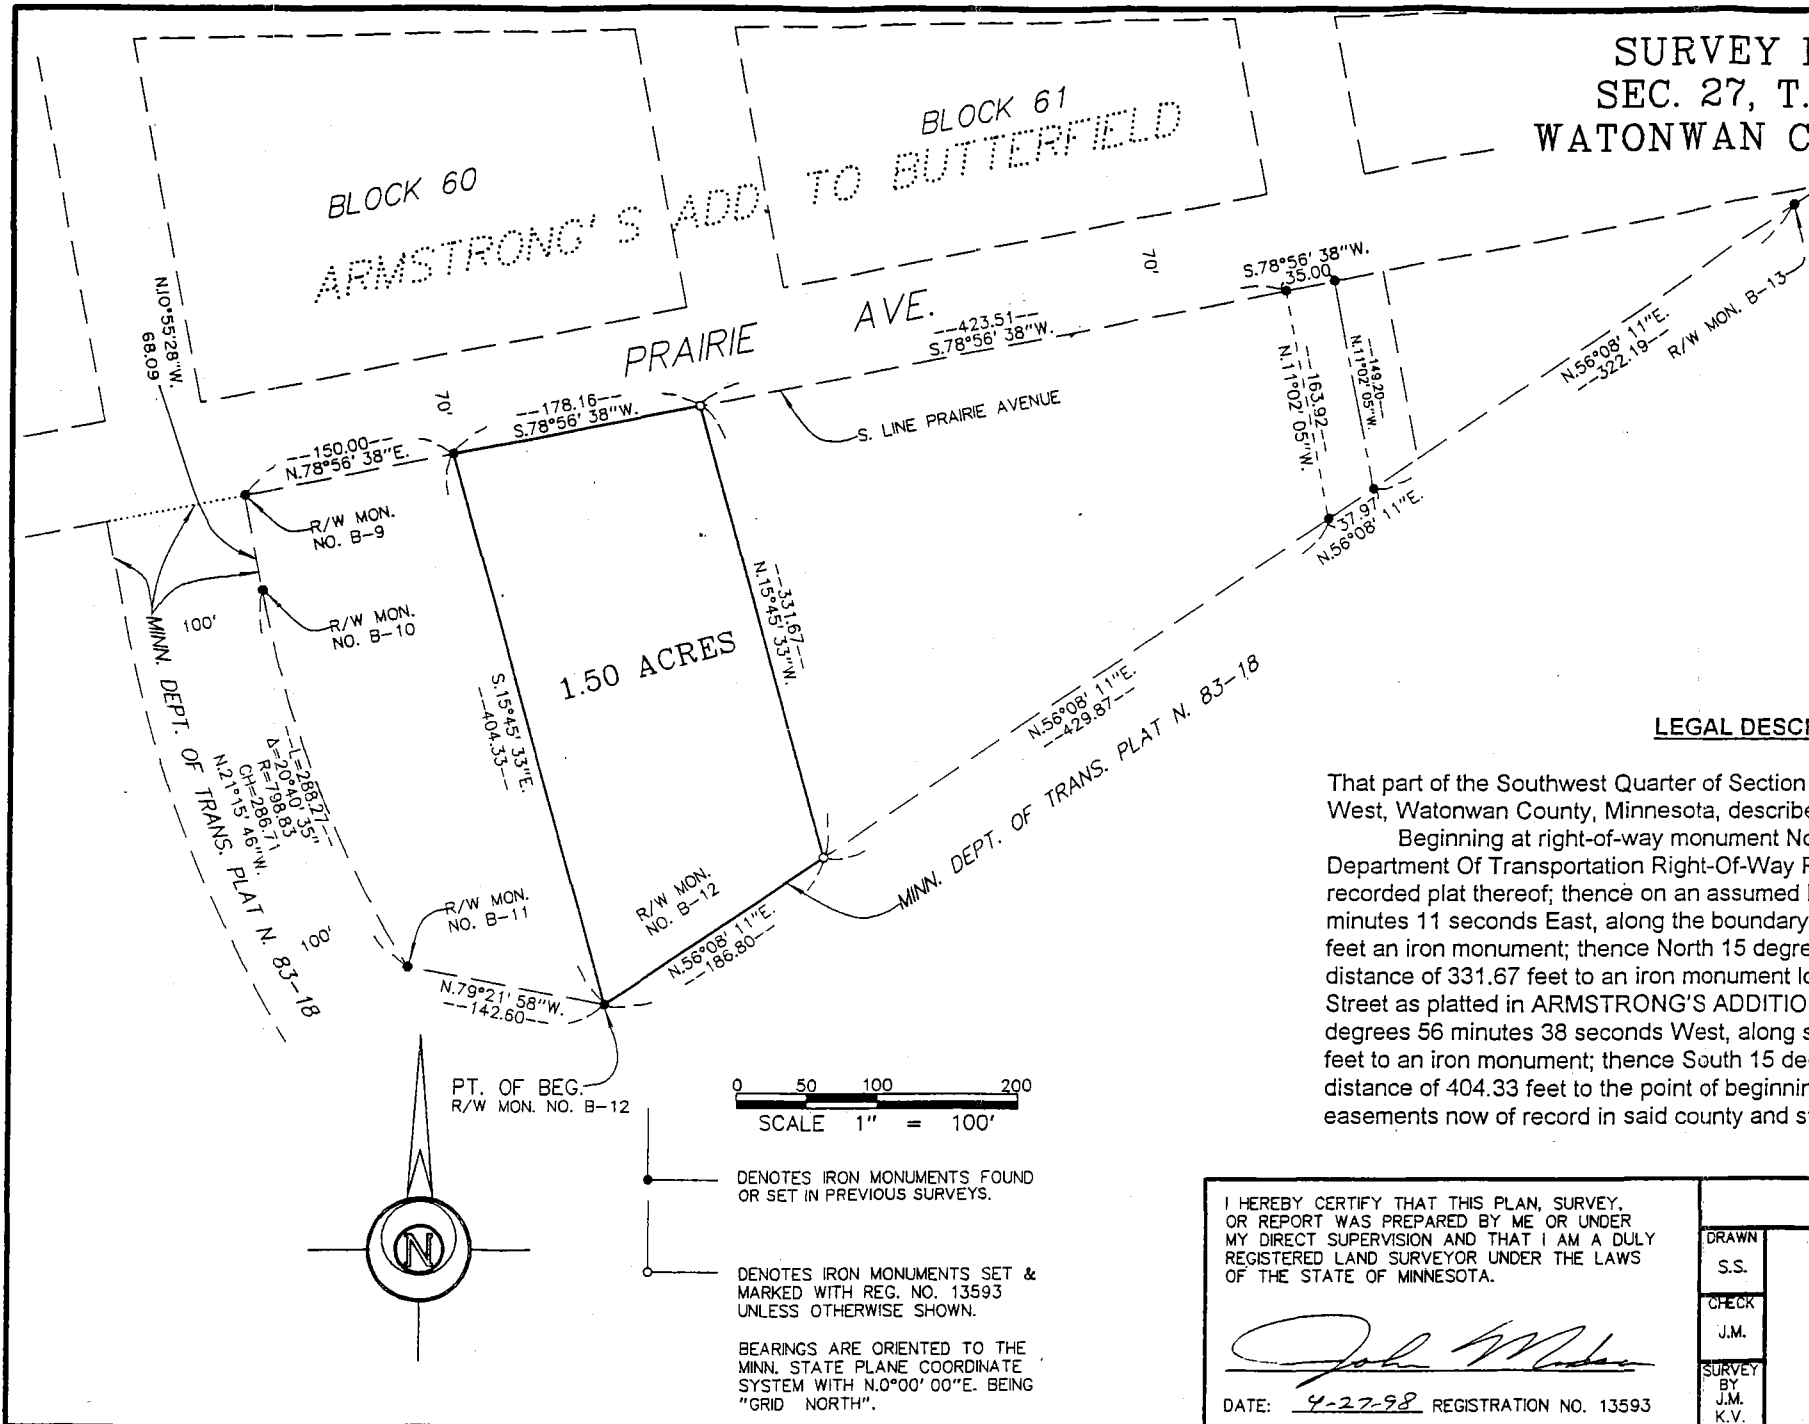 SURVEY
SEC. 27, T.
WATONWAN C
BLOCK 60
BLOCK 61
ARMSTRONG'S ADD. TO BUTTERFIELD
PRAIRIE AVE.
70'
70'
N.10°55'28"W.
68.09
--150.00--
N.78°56'38"E.
--178.16--
S.78°56'38"W.
--423.51--
S.78°56'38"W.
S.78°56'38"W.
35.00
S. LINE PRAIRIE AVENUE
--163.92--
N.11°02'05"W.
--149.20--
N.11°02'05"W.
N.56°08'11"E.
--322.19--
R/W MON. B-13
37.97
N.56°08'11"E.
R/W MON.
NO. B-9
R/W MON.
NO. B-10
100'
MINN. DEPT. OF TRANS. PLAT N. 83-18
--L=288.27--
Δ=20°40'35"
R=798.83
CH=286.71
N.21°15'46"W.
100'
1.50 ACRES
S.15°45'33"E.
--404.33--
--331.67--
N.15°45'33"W.
N.56°08'11"E.
--429.87--
MINN. DEPT. OF TRANS. PLAT N. 83-18
R/W MON.
NO. B-11
R/W MON.
NO. B-12
N.56°08'11"E.
--186.80--
N.79°21'58"W.
--142.60--
PT. OF BEG.
R/W MON. NO. B-12
0 50 100 200
SCALE 1" = 100'
DENOTES IRON MONUMENTS FOUND
OR SET IN PREVIOUS SURVEYS.
DENOTES IRON MONUMENTS SET &
MARKED WITH REG. NO. 13593
UNLESS OTHERWISE SHOWN.
BEARINGS ARE ORIENTED TO THE
MINN. STATE PLANE COORDINATE
SYSTEM WITH N.0°00'00"E. BEING
"GRID NORTH".
N
LEGAL DESC
That part of the Southwest Quarter of Section
West, Watonwan County, Minnesota, describe
Beginning at right-of-way monument No
Department Of Transportation Right-Of-Way
recorded plat thereof; thence on an assumed
minutes 11 seconds East, along the boundary
feet an iron monument; thence North 15 degre
distance of 331.67 feet to an iron monument lo
Street as platted in ARMSTRONG'S ADDITIO
degrees 56 minutes 38 seconds West, along s
feet to an iron monument; thence South 15 de
distance of 404.33 feet to the point of beginnin
easements now of record in said county and s
I HEREBY CERTIFY THAT THIS PLAN, SURVEY,
OR REPORT WAS PREPARED BY ME OR UNDER
MY DIRECT SUPERVISION AND THAT I AM A DULY
REGISTERED LAND SURVEYOR UNDER THE LAWS
OF THE STATE OF MINNESOTA.
John
DATE: 4-27-98 REGISTRATION NO. 13593
DRAWN
S.S.
CHECK
J.M.
SURVEY
BY
J.M.
K.V.